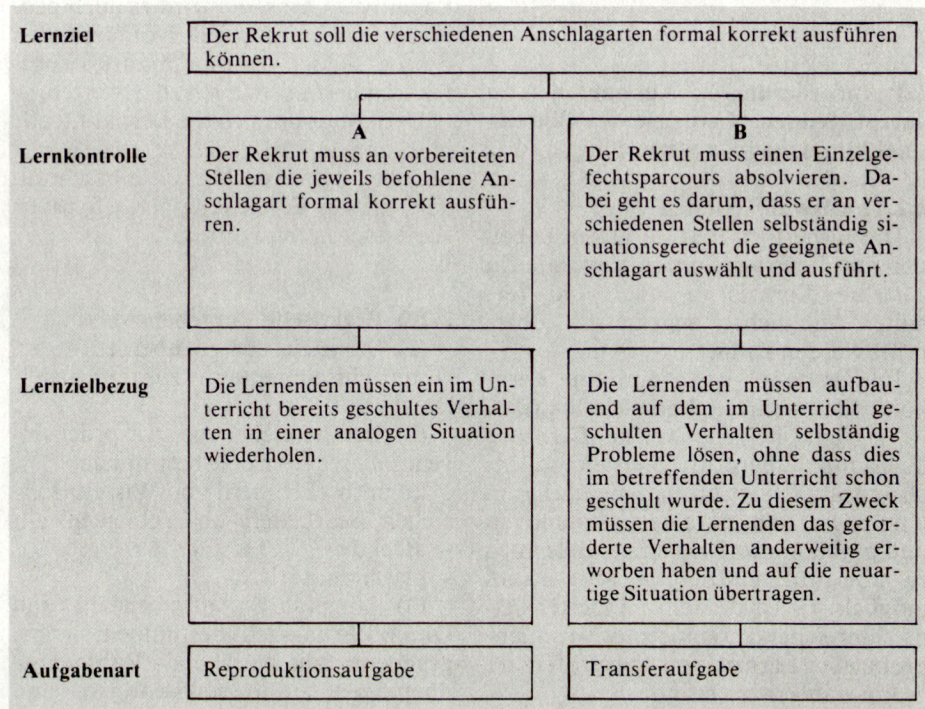 Lernziel
Der Rekrut soll die verschiedenen Anschlagarten formal korrekt ausführen
können.
A
B
Lernkontrolle
Der Rekrut muss an vorbereiteten
Stellen die jeweils befohlene An-
schlagart formal korrekt ausfüh-
ren.
Der Rekrut muss einen Einzelge-
fechtsparcours absolvieren. Da-
bei geht es darum, dass er an ver-
schiedenen Stellen selbständig si-
tuationsgerecht die geeignete An-
schlagart auswählt und ausführt.
Lernzielbezug
Die Lernenden müssen ein im Un-
terricht bereits geschultes Verhal-
ten in einer analogen Situation
wiederholen.
Die Lernenden müssen aufbau-
end auf dem im Unterricht ge-
schulten Verhalten selbständig
Probleme lösen, ohne dass dies
im betreffenden Unterricht schon
geschult wurde. Zu diesem Zweck
müssen die Lernenden das gefor-
derte Verhalten anderweitig er-
worben haben und auf die neuar-
tige Situation übertragen.
Aufgabenart
Reproduktionsaufgabe
Transferaufgabe